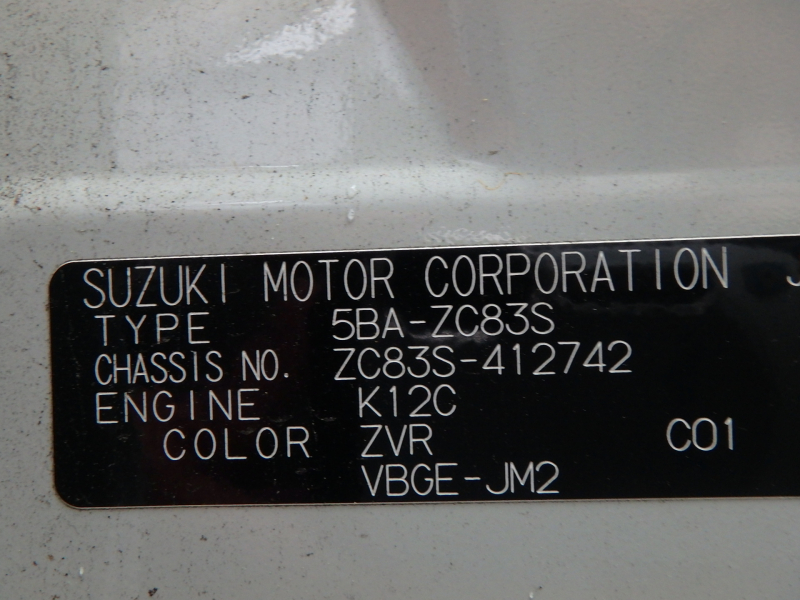 SUZUKI MOTOR CORPORATION J
TYPE 5BA-ZC83S
CHASSIS NO. ZC83S-412742
ENGINE K12C
COLOR ZVR C01
VBGE-JM2